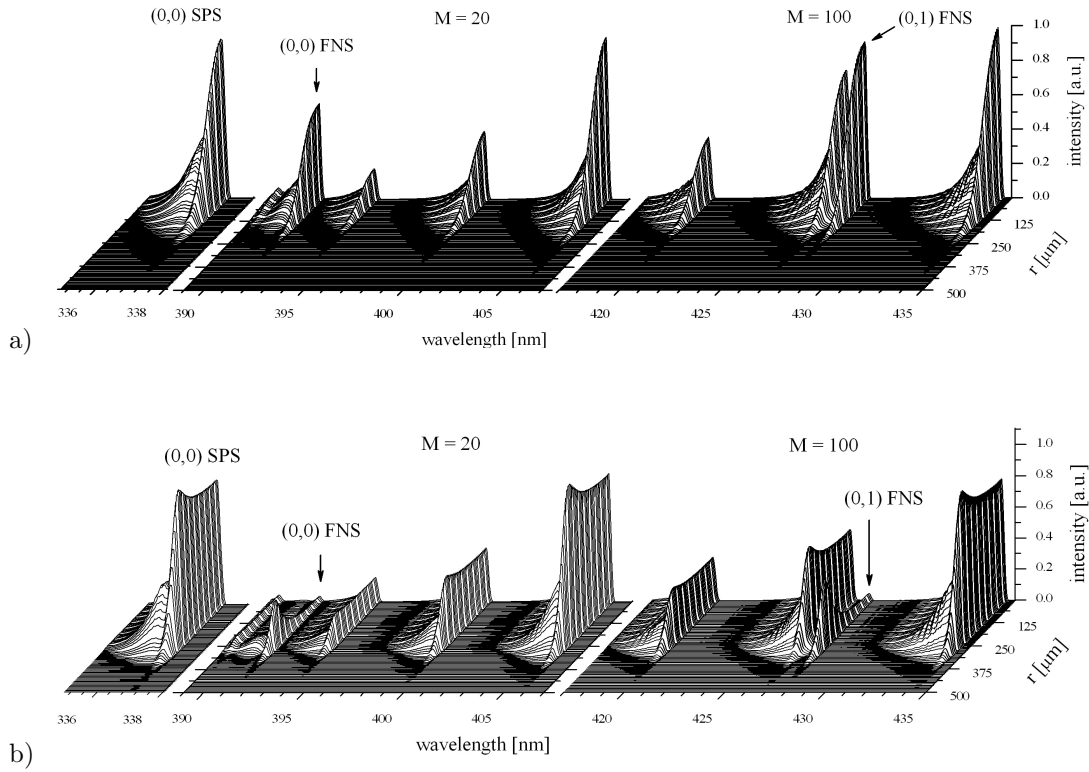 (0,0) SPS
M = 20
M = 100
(0,1) FNS
(0,0) FNS
1.0
0.8
0.6
0.4
0.2
0.0
intensity [a.u.]
125
250
375
500
r [μm]
336
338
390
395
400
405
420
425
430
435
wavelength [nm]
a)
(0,0) SPS
M = 20
M = 100
(0,1) FNS
(0,0) FNS
1.0
0.8
0.6
0.4
0.2
0.0
intensity [a.u.]
125
250
375
500
r [μm]
336
338
390
395
400
405
420
425
430
435
wavelength [nm]
b)